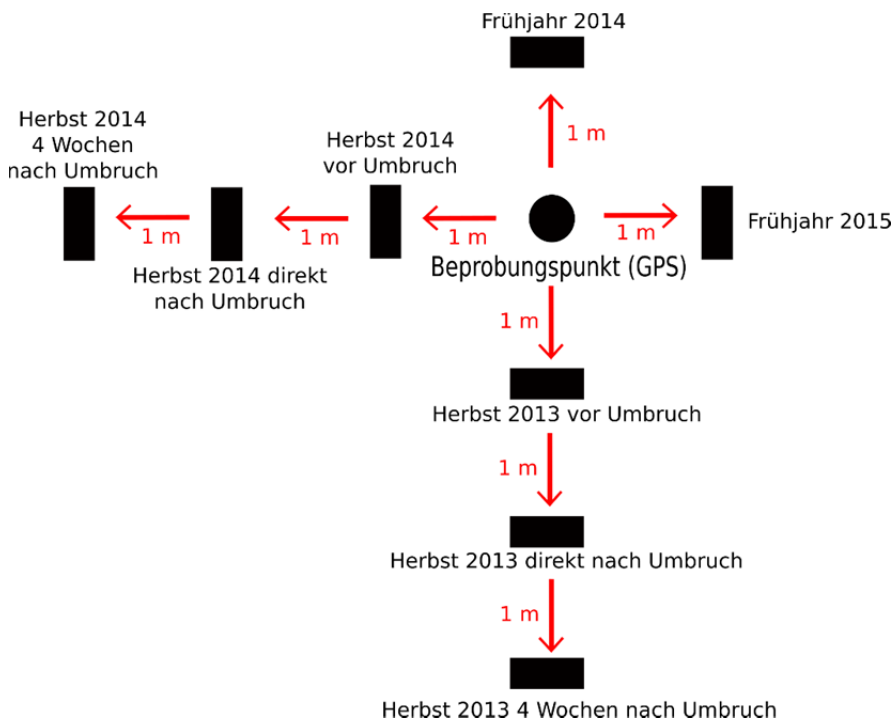 Frühjahr 2014
1 m
Herbst 2014
4 Wochen
nach Umbruch
Herbst 2014
vor Umbruch
1 m
1 m
1 m
1 m
Frühjahr 2015
Herbst 2014 direkt
nach Umbruch
Beprobungspunkt (GPS)
1 m
Herbst 2013 vor Umbruch
1 m
Herbst 2013 direkt nach Umbruch
1 m
Herbst 2013 4 Wochen nach Umbruch